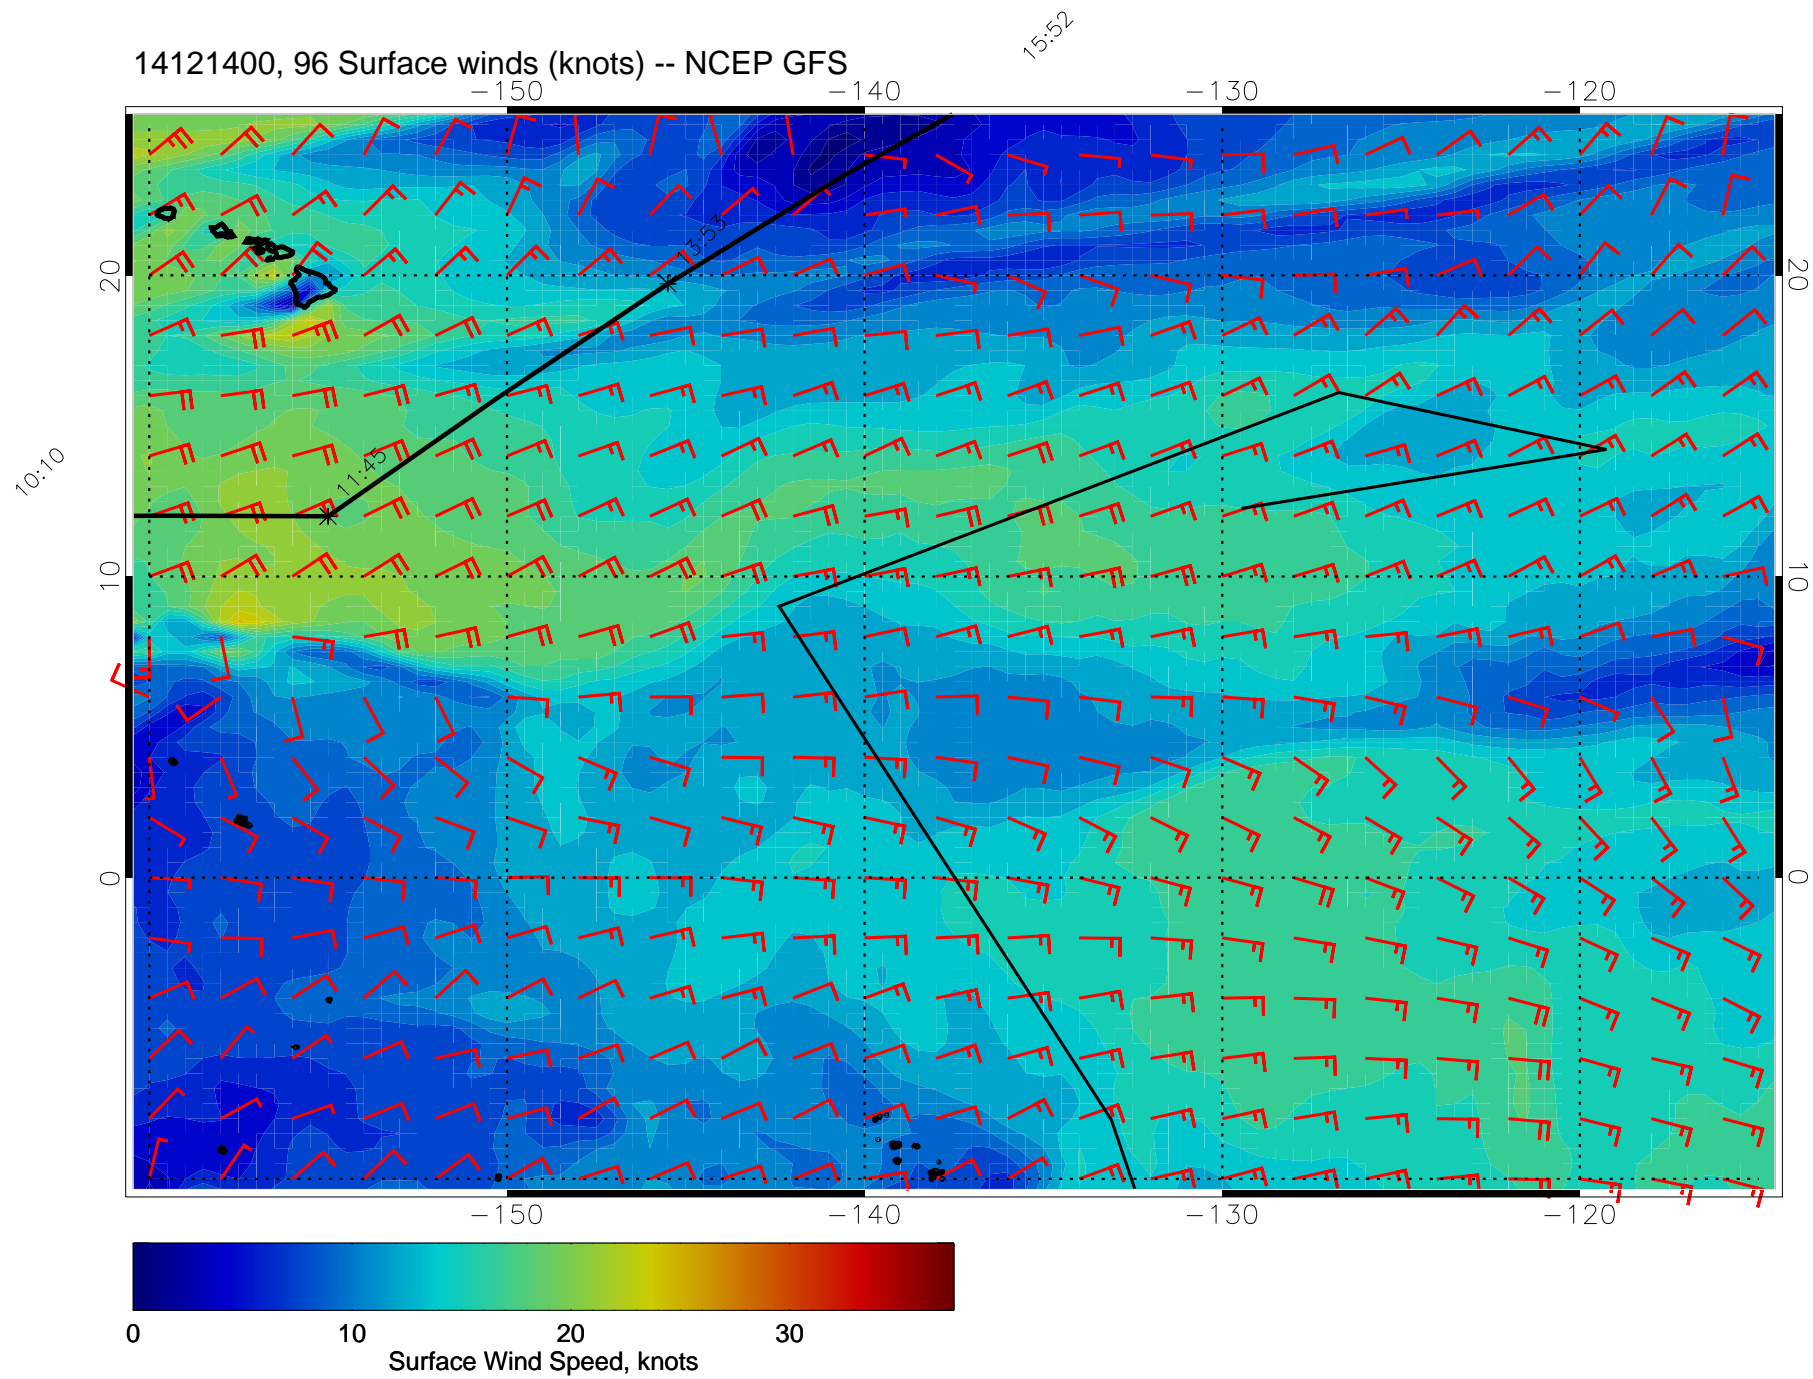 15:52
14121400, 96 Surface winds (knots) -- NCEP GFS
−150 −140 −130 −120
13:53
20 20
10:10
11:45
10 10
0 0
−150 −140 −130 −120
0 10 20 30
Surface Wind Speed, knots